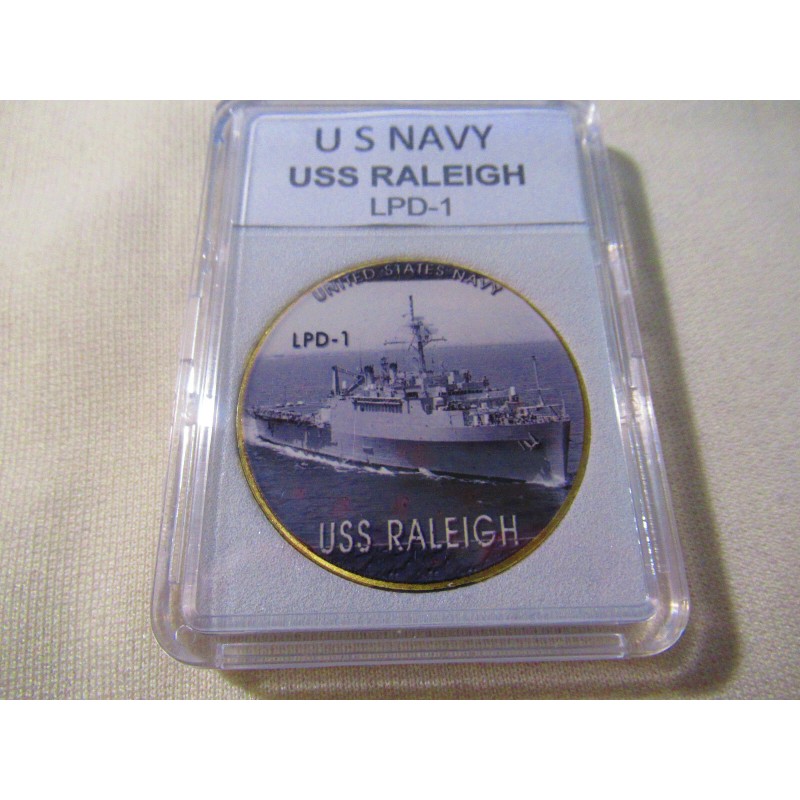 U S NAVY
USS RALEIGH
LPD-1
UNITED STATES NAVY
LPD-1
USS RALEIGH